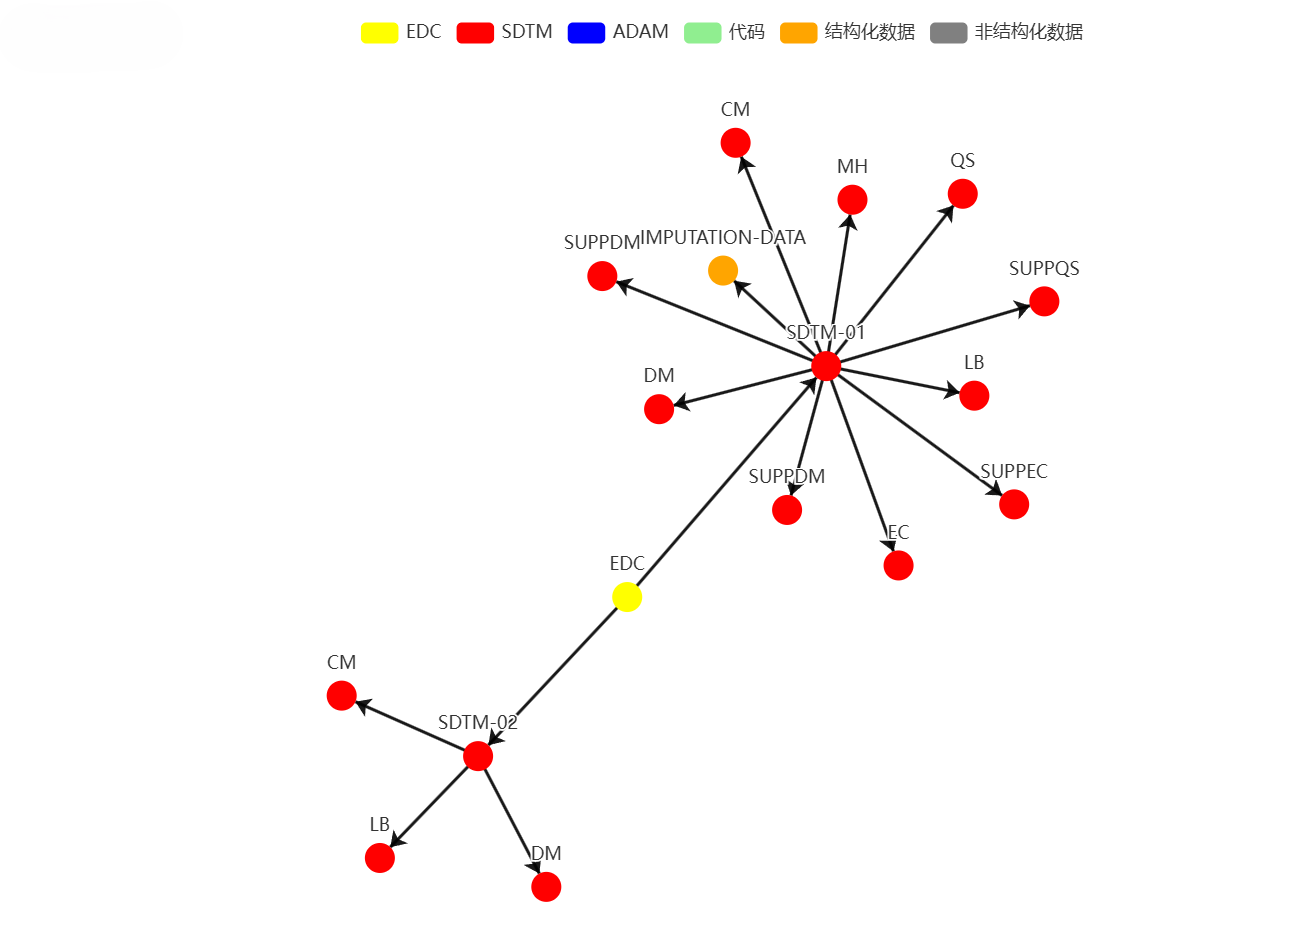 EDC
SDTM
ADAM
代码
结构化数据
非结构化数据
CM
QS
MH
IMPUTATION-DATA
SUPPDM
SUPPQS
SDTM-01
LB
DM
SUPPEC
SUPPDM
EC
EDC
CM
SDTM-02
LB
DM